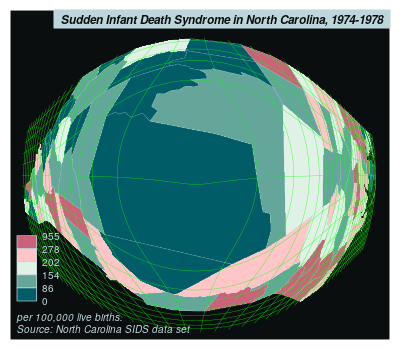 Sudden Infant Death Syndrome in North Carolina, 1974-1978
955
278
202
154
86
0
per 100,000 live births.
Source: North Carolina SIDS data set